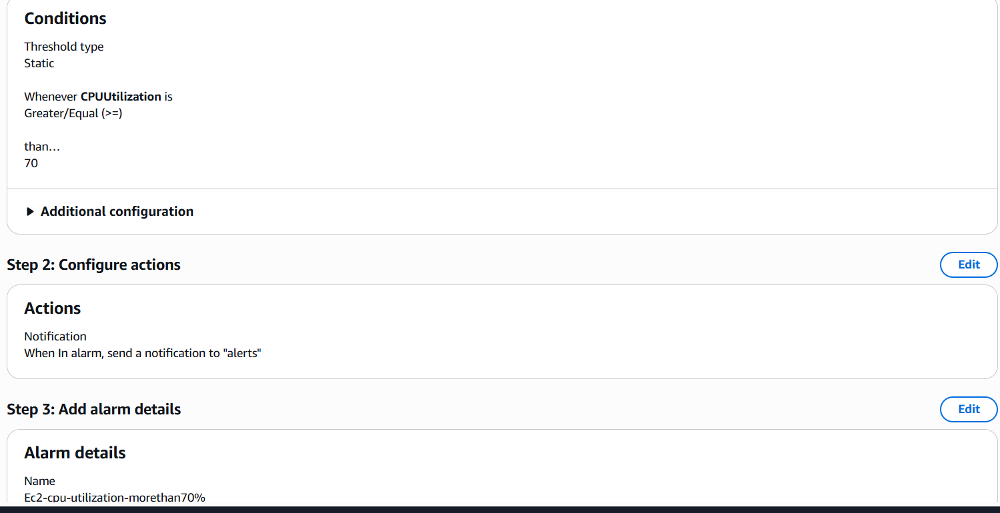 Conditions
Threshold type
Static
Whenever CPUUtilization is
Greater/Equal (>=)
than…
70
Additional configuration
Step 2: Configure actions
Edit
Actions
Notification
When In alarm, send a notification to "alerts"
Step 3: Add alarm details
Edit
Alarm details
Name
Ec2-cpu-utilization-morethan70%